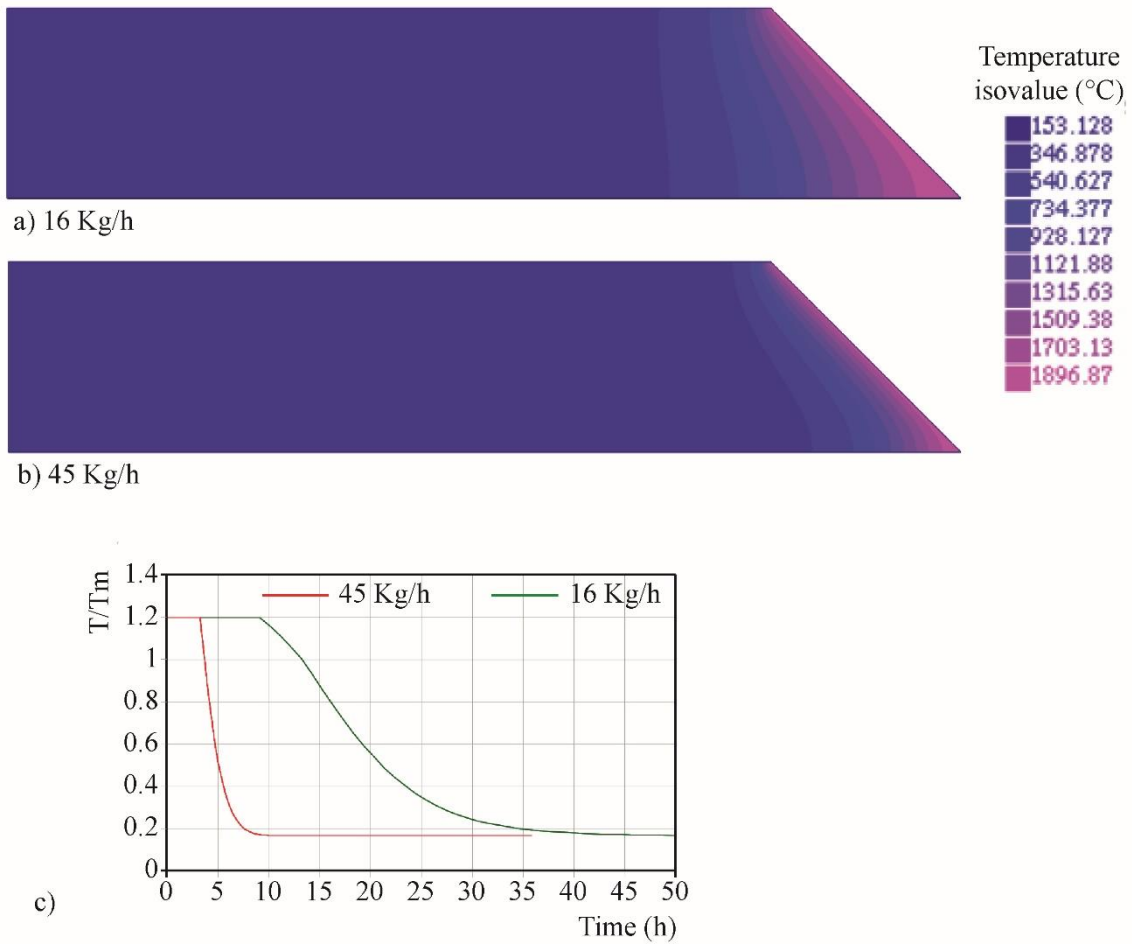 Temperature
isovalue (°C)
153.128
346.878
540.627
734.377
928.127
1121.88
1315.63
1509.38
1703.13
1896.87
a) 16 Kg/h
b) 45 Kg/h
T/Tm
1.4
1.2
1
0.8
0.6
0.4
0.2
0
45 Kg/h
16 Kg/h
0 5 10 15 20 25 30 35 40 45 50
c)
Time (h)